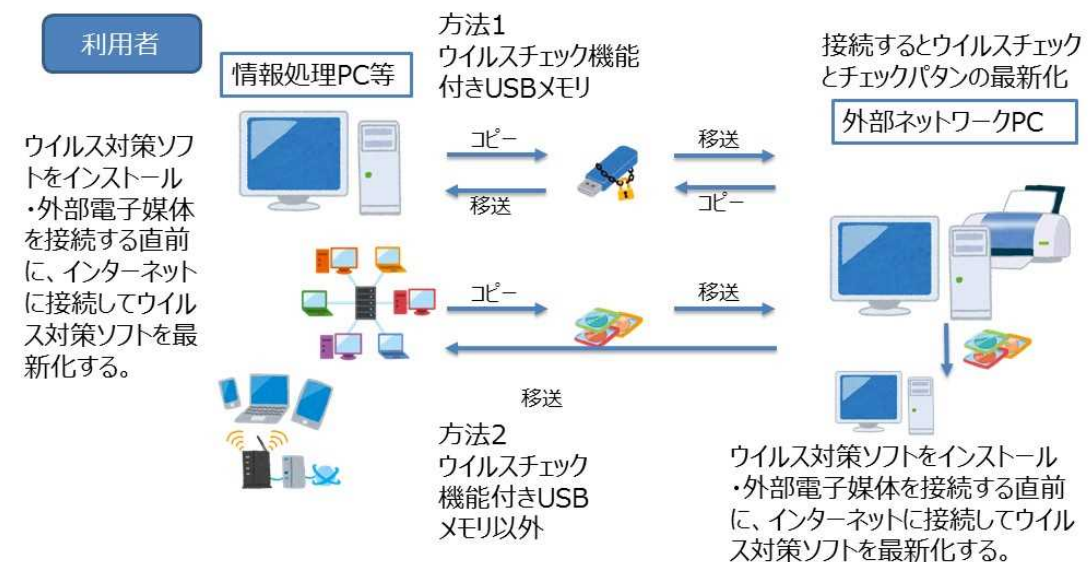 利用者
情報処理PC等
方法1
ウイルスチェック機能
付きUSBメモリ
接続するとウイルスチェック
とチェックパタンの最新化
外部ネットワークPC
ウイルス対策ソフ
トをインストール
・外部電子媒体
を接続する直前
に、インターネット
に接続してウイル
ス対策ソフトを最
新化する。
コピー
移送
移送
コピー
コピー
移送
移送
方法2
ウイルスチェック
機能付きUSB
メモリ以外
ウイルス対策ソフトをインストール
・外部電子媒体を接続する直前
に、インターネットに接続してウイル
ス対策ソフトを最新化する。